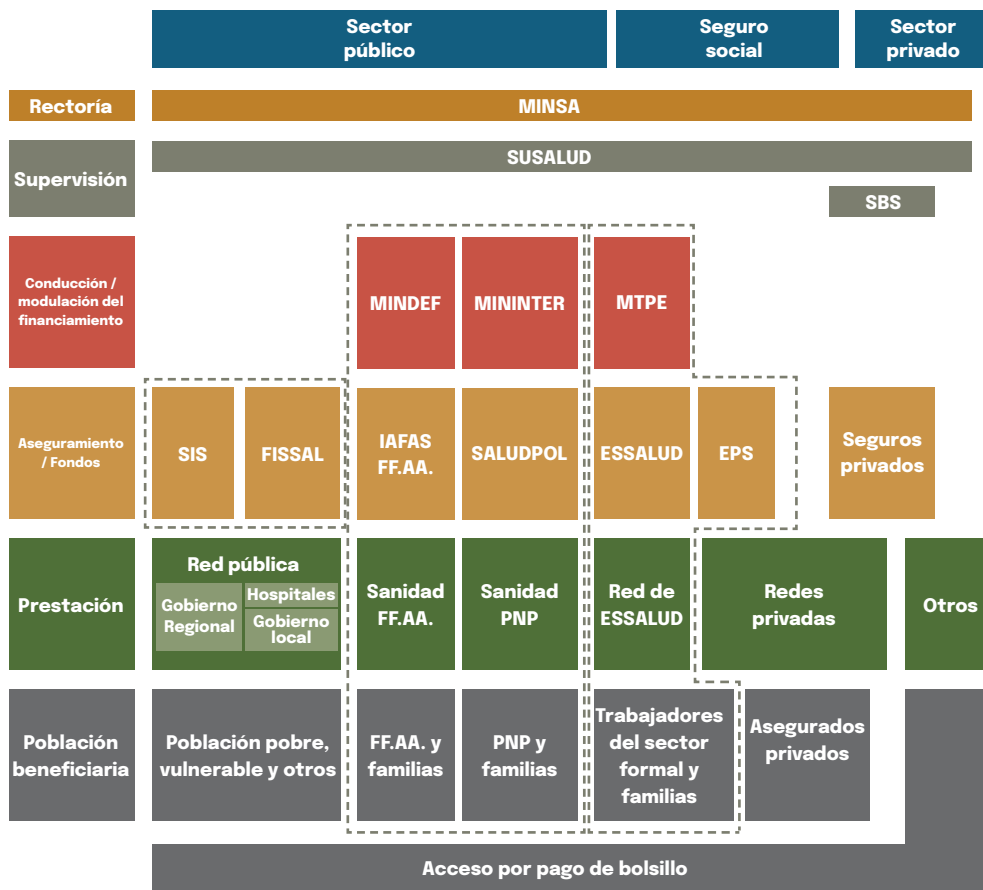 Sector
público
Seguro
social
Sector
privado
Rectoría
MINSA
Supervisión
SUSALUD
SBS
Conducción /
modulación del
financiamiento
MINDEF
MININTER
MTPE
Aseguramiento
/ Fondos
SIS
FISSAL
IAFAS
FF.AA.
SALUDPOL
ESSALUD
EPS
Seguros
privados
Prestación
Red pública
Gobierno
Regional
Hospitales
Gobierno
local
Sanidad
FF.AA.
Sanidad
PNP
Red de
ESSALUD
Redes
privadas
Otros
Población
beneficiaria
Población pobre,
vulnerable y otros
FF.AA. y
familias
PNP y
familias
Trabajadores
del sector
formal y
familias
Asegurados
privados
Acceso por pago de bolsillo